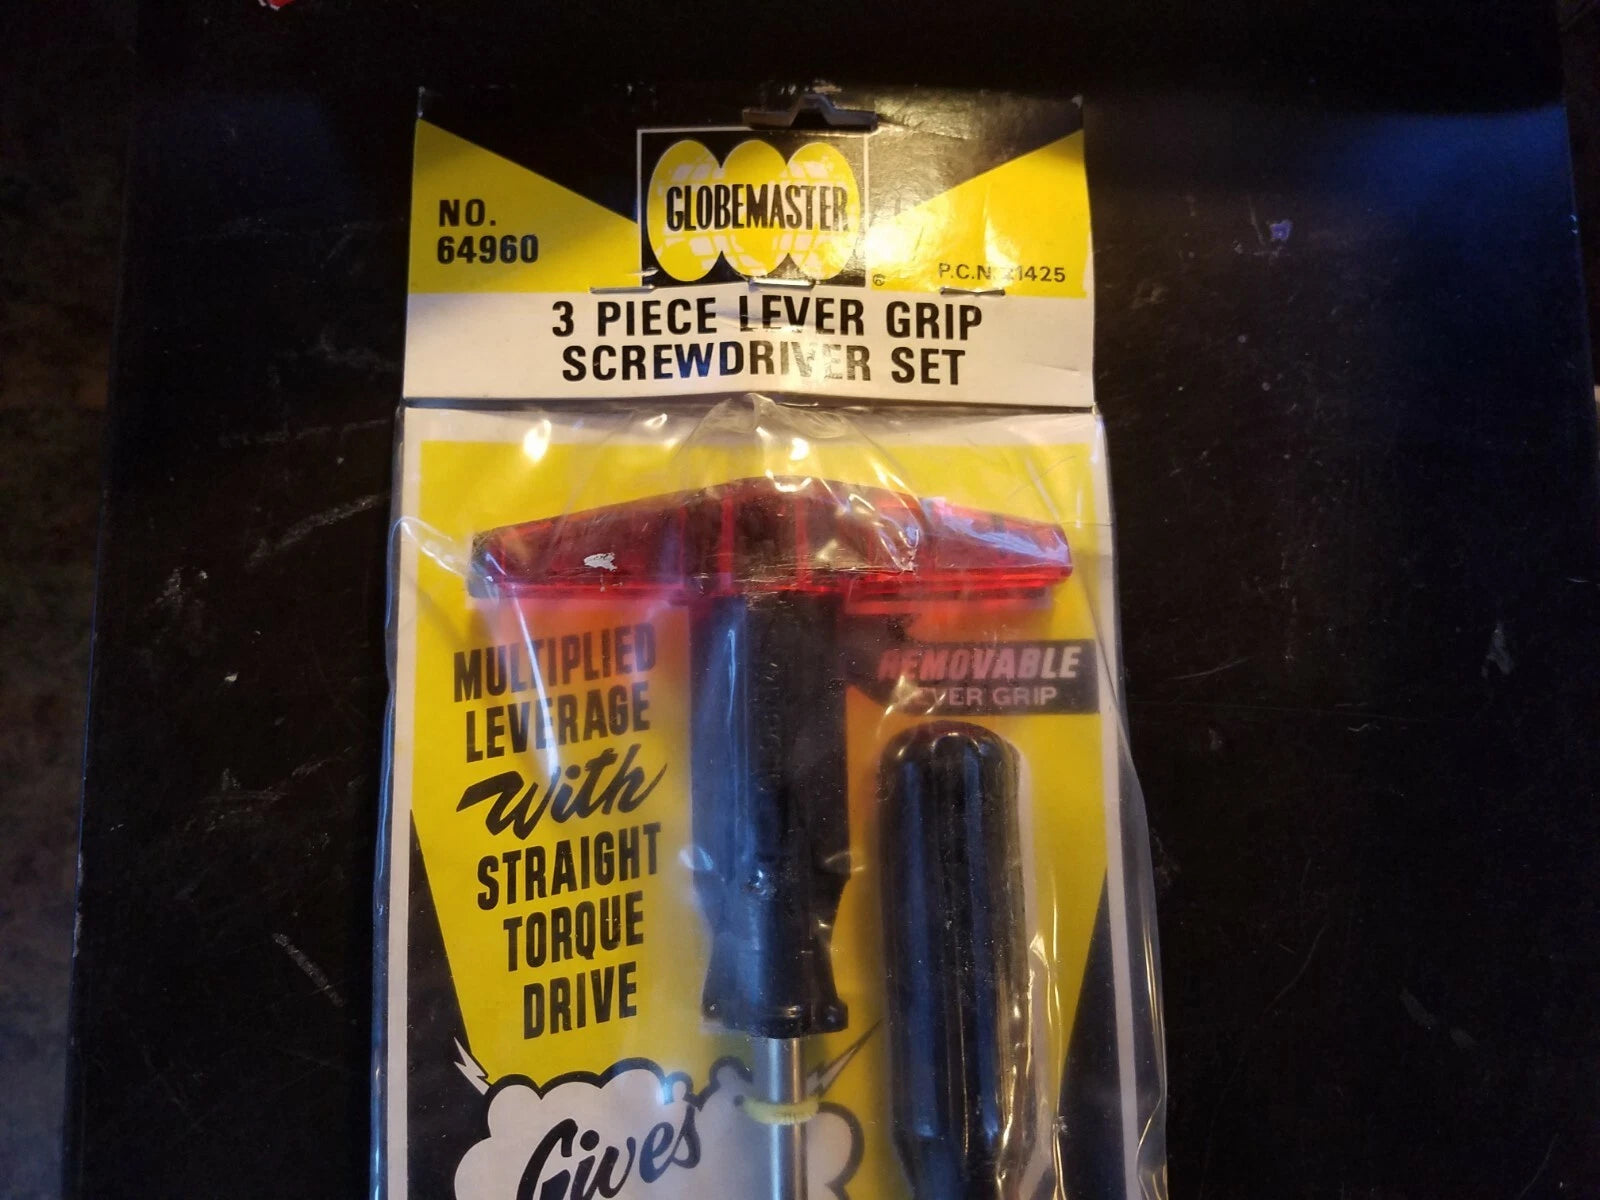 GLOBEMASTER
NO.
64960
3 PIECE LEVER GRIP
SCREWDRIVER SET
MULTIPLIED
LEVERAGE
With
STRAIGHT
TORQUE
DRIVE
REMOVABLE
LEVER GRIP
Gives